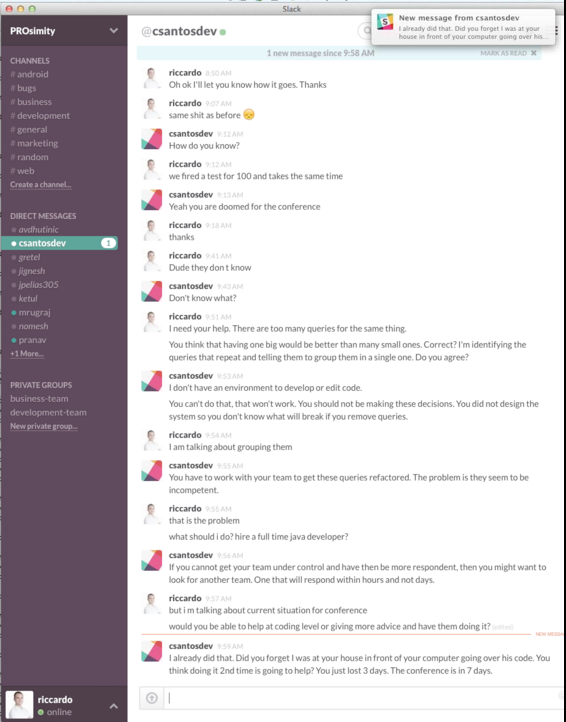 Slack
PROsimity
@csantosdev
New message from csantosdev
I already did that. Did you forget I was at your
house in front of your computer going over his...
1 new message since 9:58 AM
MARK AS READ
CHANNELS
# android
# bugs
# business
# development
# general
# marketing
# random
# web
Create a channel...
DIRECT MESSAGES
avdhutinic
csantosdev 1
gretel
jignesh
jpelias305
ketul
mrugraj
nomesh
pranav
+1 More...
PRIVATE GROUPS
business-team
development-team
New private group...
riccardo
online
riccardo 8:50 AM
Oh ok I'll let you know how it goes. Thanks
riccardo 9:07 AM
same shit as before 😞
csantosdev 9:12 AM
How do you know?
riccardo 9:12 AM
we fired a test for 100 and takes the same time
csantosdev 9:13 AM
Yeah you are doomed for the conference
riccardo 9:18 AM
thanks
riccardo 9:41 AM
Dude they don t know
csantosdev 9:42 AM
Don't know what?
riccardo 9:51 AM
I need your help. There are too many queries for the same thing.
You think that having one big would be better than many small ones. Correct? I'm identifying the
queries that repeat and telling them to group them in a single one. Do you agree?
csantosdev 9:53 AM
I don't have an environment to develop or edit code.
You can't do that, that won't work. You should not be making these decisions. You did not design the
system so you don't know what will break if you remove queries.
riccardo 9:54 AM
I am talking about grouping them
csantosdev 9:55 AM
You have to work with your team to get these queries refactored. The problem is they seem to be
incompetent.
riccardo 9:55 AM
that is the problem
what should i do? hire a full time java developer?
csantosdev 9:56 AM
If you cannot get your team under control and have then be more respondent, then you might want to
look for another team. One that will respond within hours and not days.
riccardo 9:57 AM
but i m talking about current situation for conference
would you be able to help at coding level or giving more advice and have them doing it? (edited)
csantosdev 9:59 AM
I already did that. Did you forget I was at your house in front of your computer going over his code. You
think doing it 2nd time is going to help? You just lost 3 days. The conference is in 7 days.